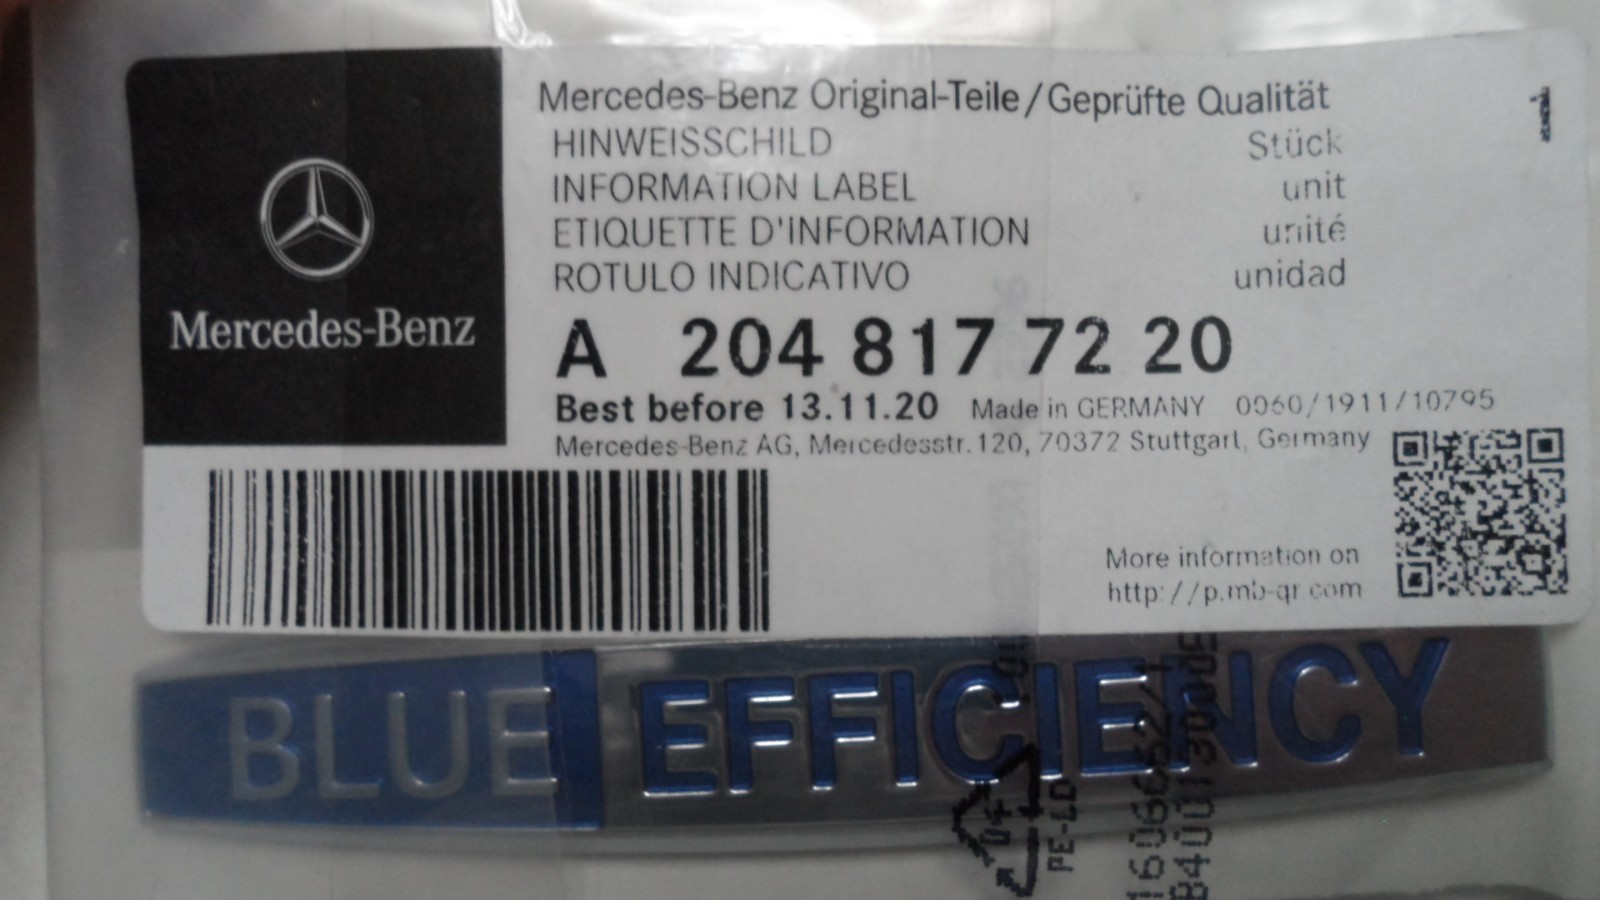 Mercedes-Benz
Mercedes-Benz Original-Teile/Geprüfte Qualität
1
HINWEISSCHILD Stück
INFORMATION LABEL unit
ETIQUETTE D'INFORMATION unité
ROTULO INDICATIVO unidad
A 204 817 72 20
Best before 13.11.20 Made in GERMANY 0060/1911/10795
Mercedes-Benz AG, Mercedesstr. 120, 70372 Stuttgart, Germany
More information on
http://p.mb-qr.com
BLUE EFFICIENCY
04
PE-LD